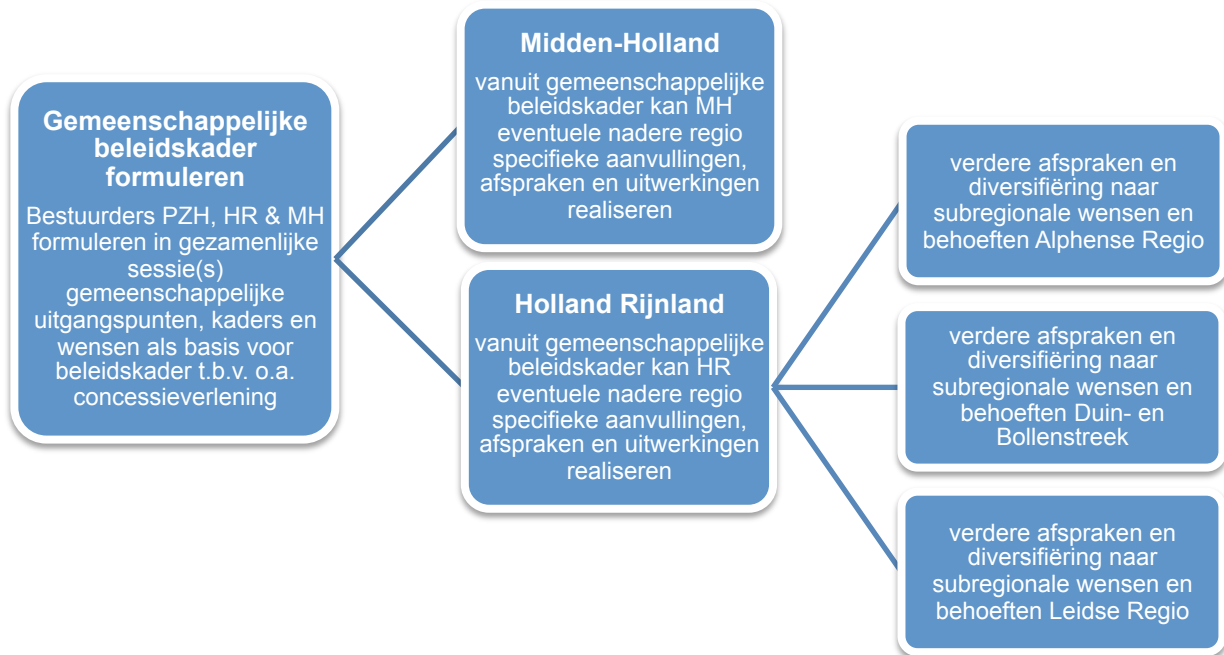 Gemeenschappelijke
beleidskader
formuleren
Bestuurders PZH, HR & MH
formuleren in gezamenlijke
sessie(s)
gemeenschappelijke
uitgangspunten, kaders en
wensen als basis voor
beleidskader t.b.v. o.a.
concessieverlening
Midden-Holland
vanuit gemeenschappelijke
beleidskader kan MH
eventuele nadere regio
specifieke aanvullingen,
afspraken en uitwerkingen
realiseren
Holland Rijnland
vanuit gemeenschappelijke
beleidskader kan HR
eventuele nadere regio
specifieke aanvullingen,
afspraken en uitwerkingen
realiseren
verdere afspraken en
diversifiëring naar
subregionale wensen en
behoeften Alphense Regio
verdere afspraken en
diversifiëring naar
subregionale wensen en
behoeften Duin- en
Bollenstreek
verdere afspraken en
diversifiëring naar
subregionale wensen en
behoeften Leidse Regio